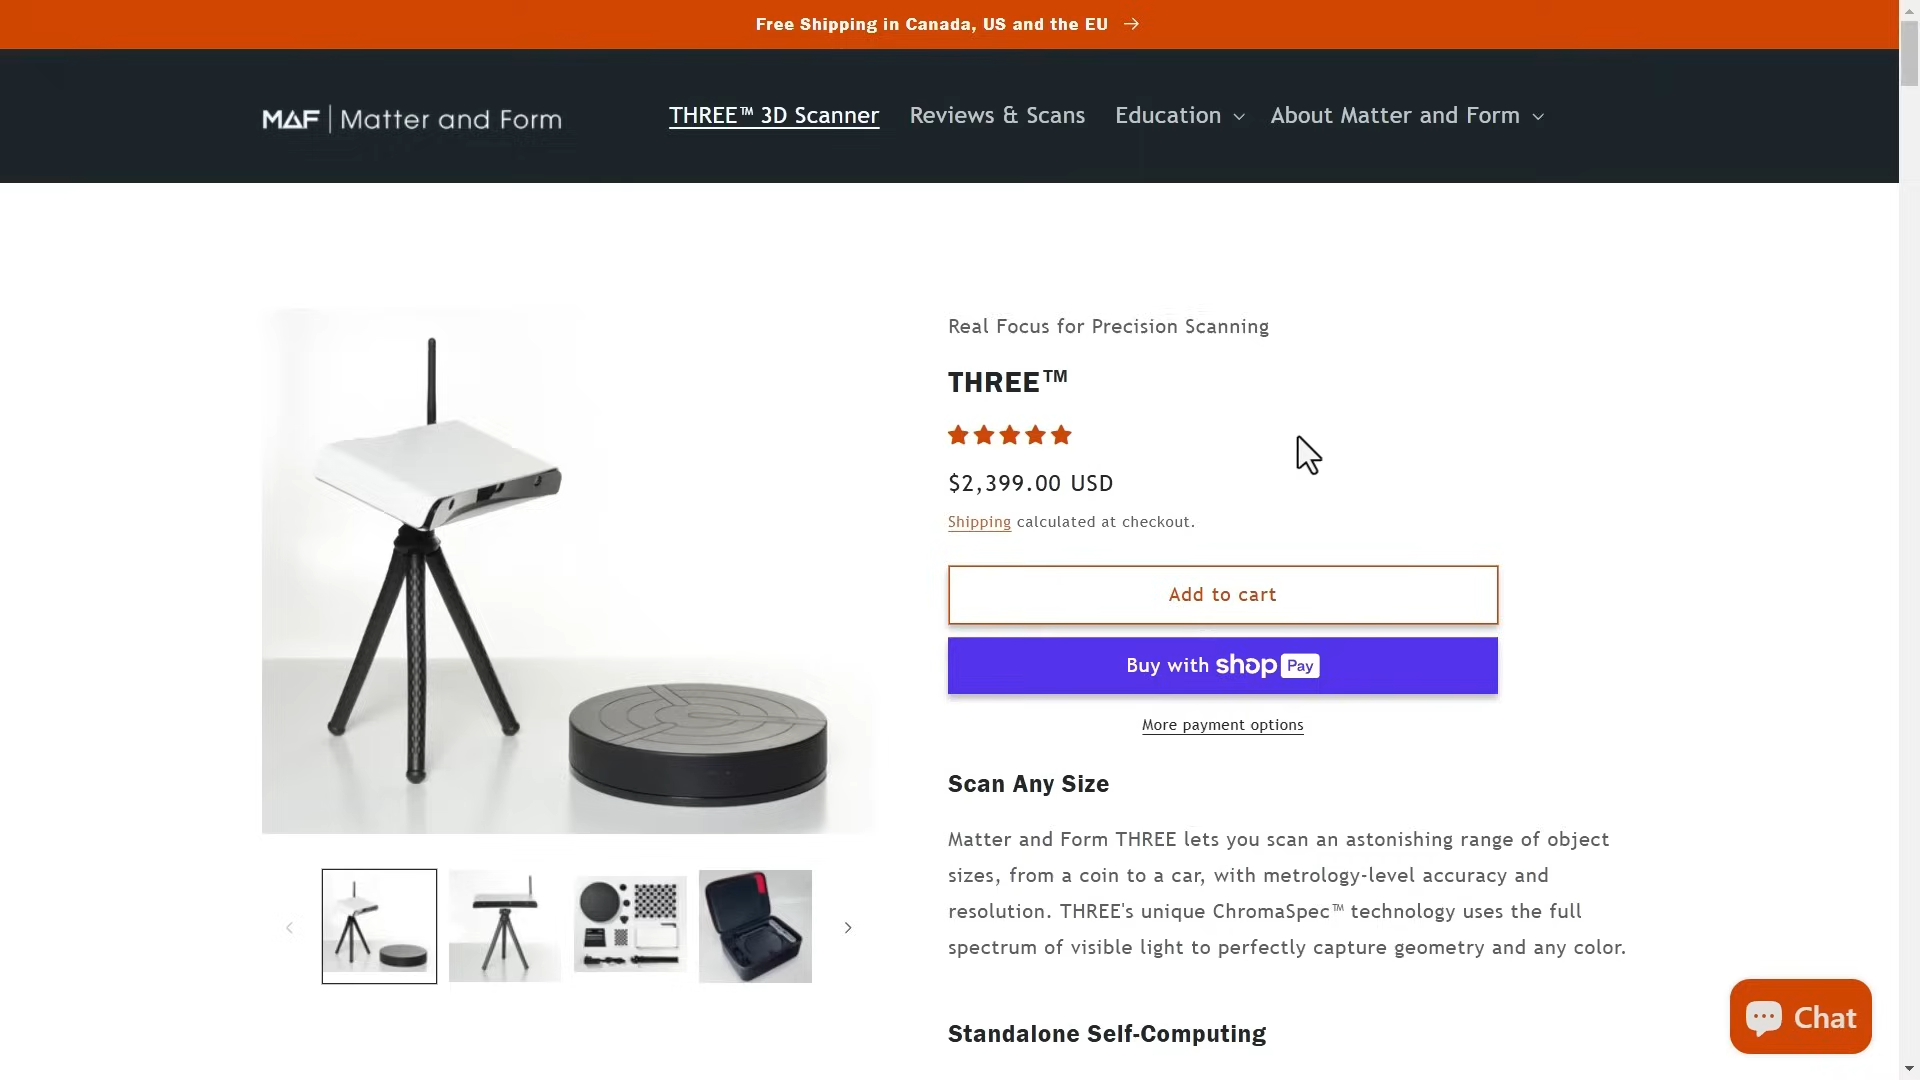 Free Shipping in Canada, US and the EU
MAF | Matter and Form
THREE™ 3D Scanner
Reviews & Scans
Education
About Matter and Form
Real Focus for Precision Scanning
THREE™
$2,399.00 USD
Shipping calculated at checkout.
Add to cart
Buy with shop Pay
More payment options
Scan Any Size
Matter and Form THREE lets you scan an astonishing range of object
sizes, from a coin to a car, with metrology-level accuracy and
resolution. THREE's unique ChromaSpec™ technology uses the full
spectrum of visible light to perfectly capture geometry and any color.
Standalone Self-Computing
Chat